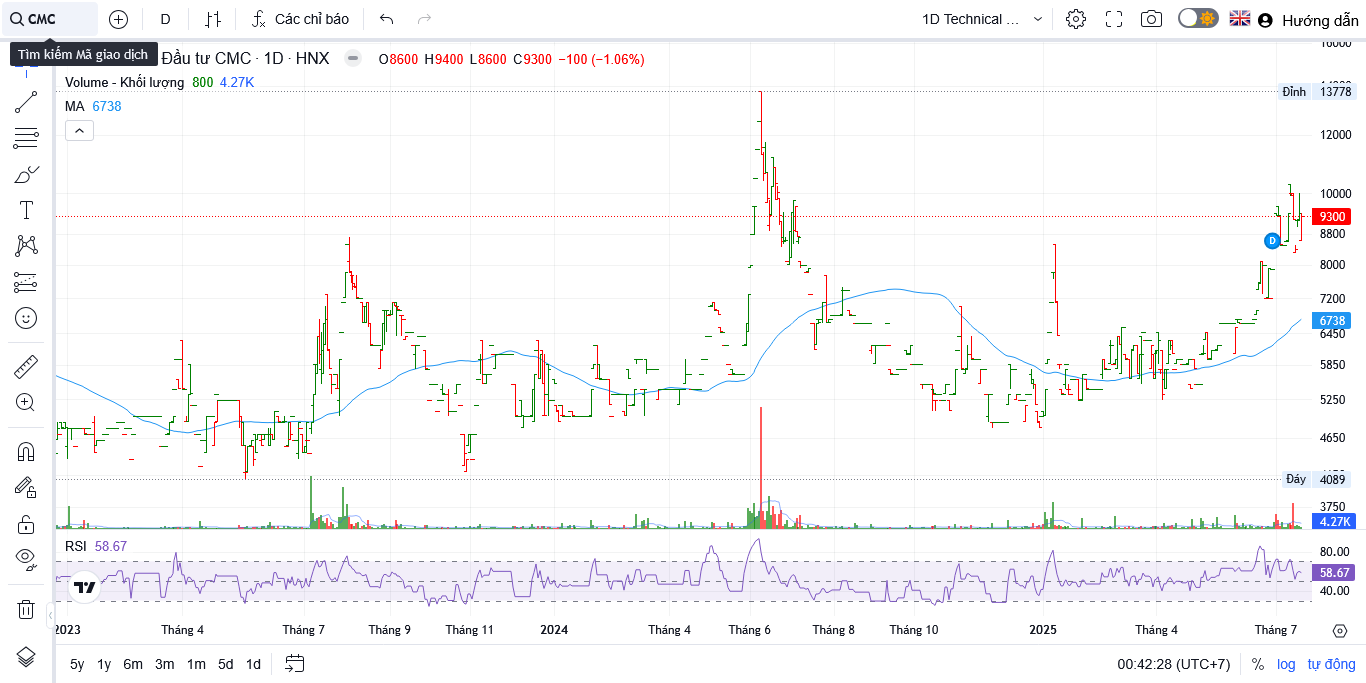 CMC
D
Các chỉ báo
1D Technical ...
Hướng dẫn
Tìm kiếm Mã giao dịch
Đầu tư CMC · 1D · HNX
O8600 H9400 L8600 C9300 −100 (−1.06%)
Volume - Khối lượng 800 4.27K
MA 6738
16000
Đỉnh 13778
12000
10000
9300
8800
D
8000
7200
6738
6450
5850
5250
4650
Đáy 4089
3750
4.27K
RSI 58.67
80.00
58.67
40.00
2023 Tháng 4 Tháng 7 Tháng 9 Tháng 11 2024 Tháng 4 Tháng 6 Tháng 8 Tháng 10 2025 Tháng 4 Tháng 7
5y 1y 6m 3m 1m 5d 1d
00:42:28 (UTC+7) % log tự động